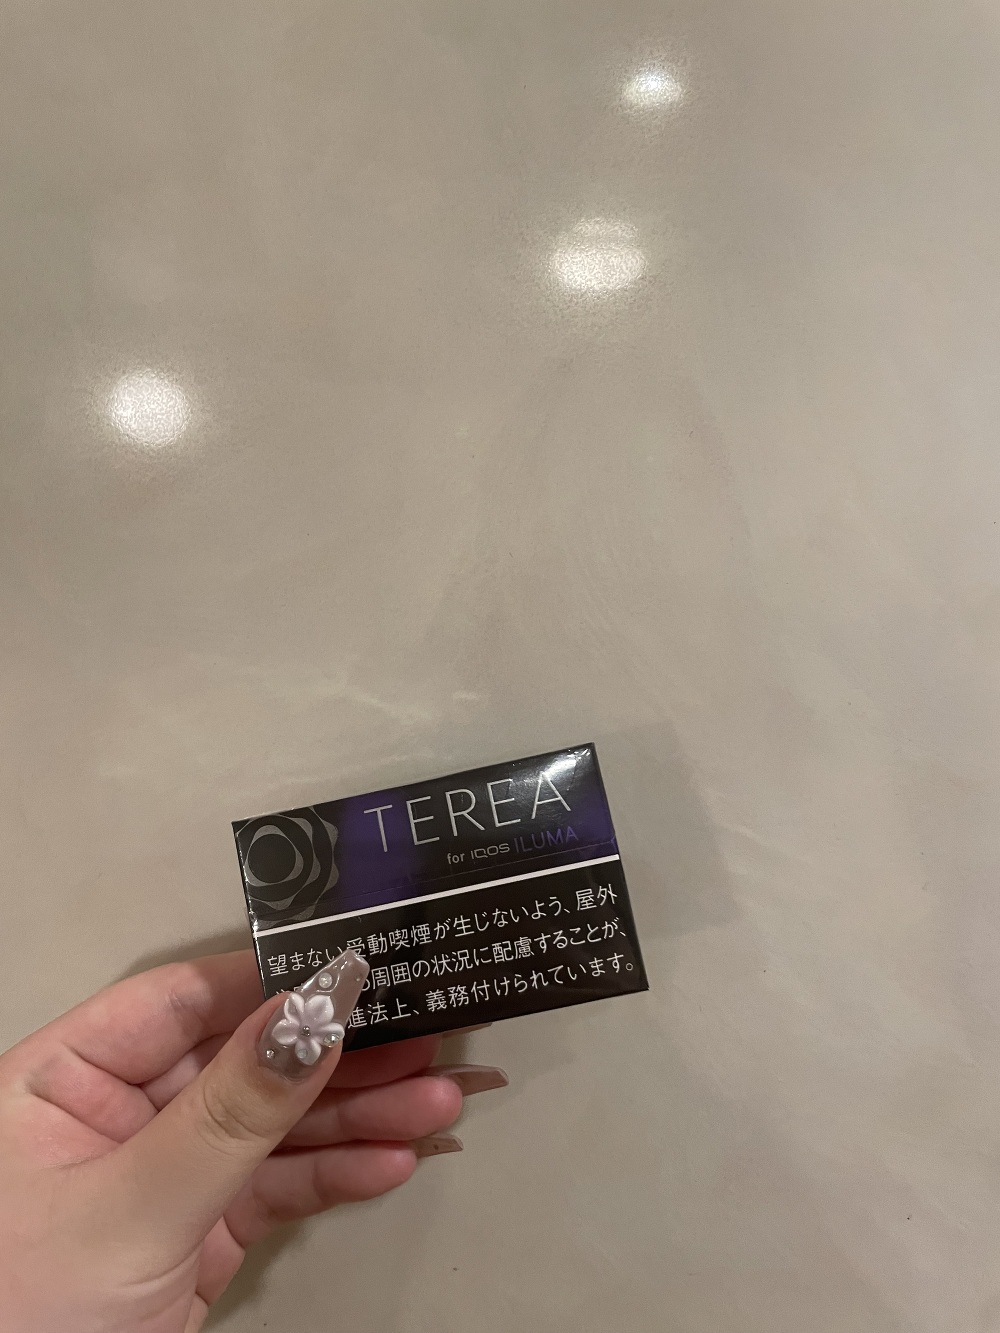 TEREA
for IQOS ILUMA
望まない受動喫煙が生じないよう、屋外
周囲の状況に配慮することが、
進法上、義務付けられています。